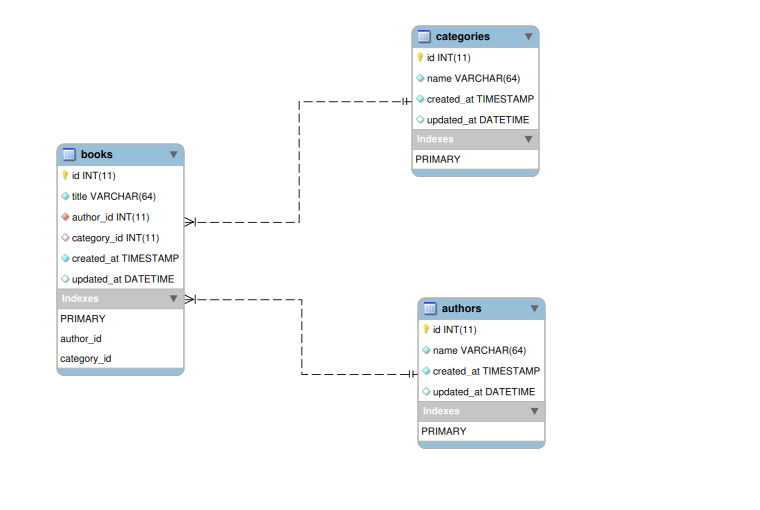 categories
id INT(11)
name VARCHAR(64)
created_at TIMESTAMP
updated_at DATETIME
Indexes
PRIMARY
books
id INT(11)
title VARCHAR(64)
author_id INT(11)
category_id INT(11)
created_at TIMESTAMP
updated_at DATETIME
Indexes
PRIMARY
author_id
category_id
authors
id INT(11)
name VARCHAR(64)
created_at TIMESTAMP
updated_at DATETIME
Indexes
PRIMARY